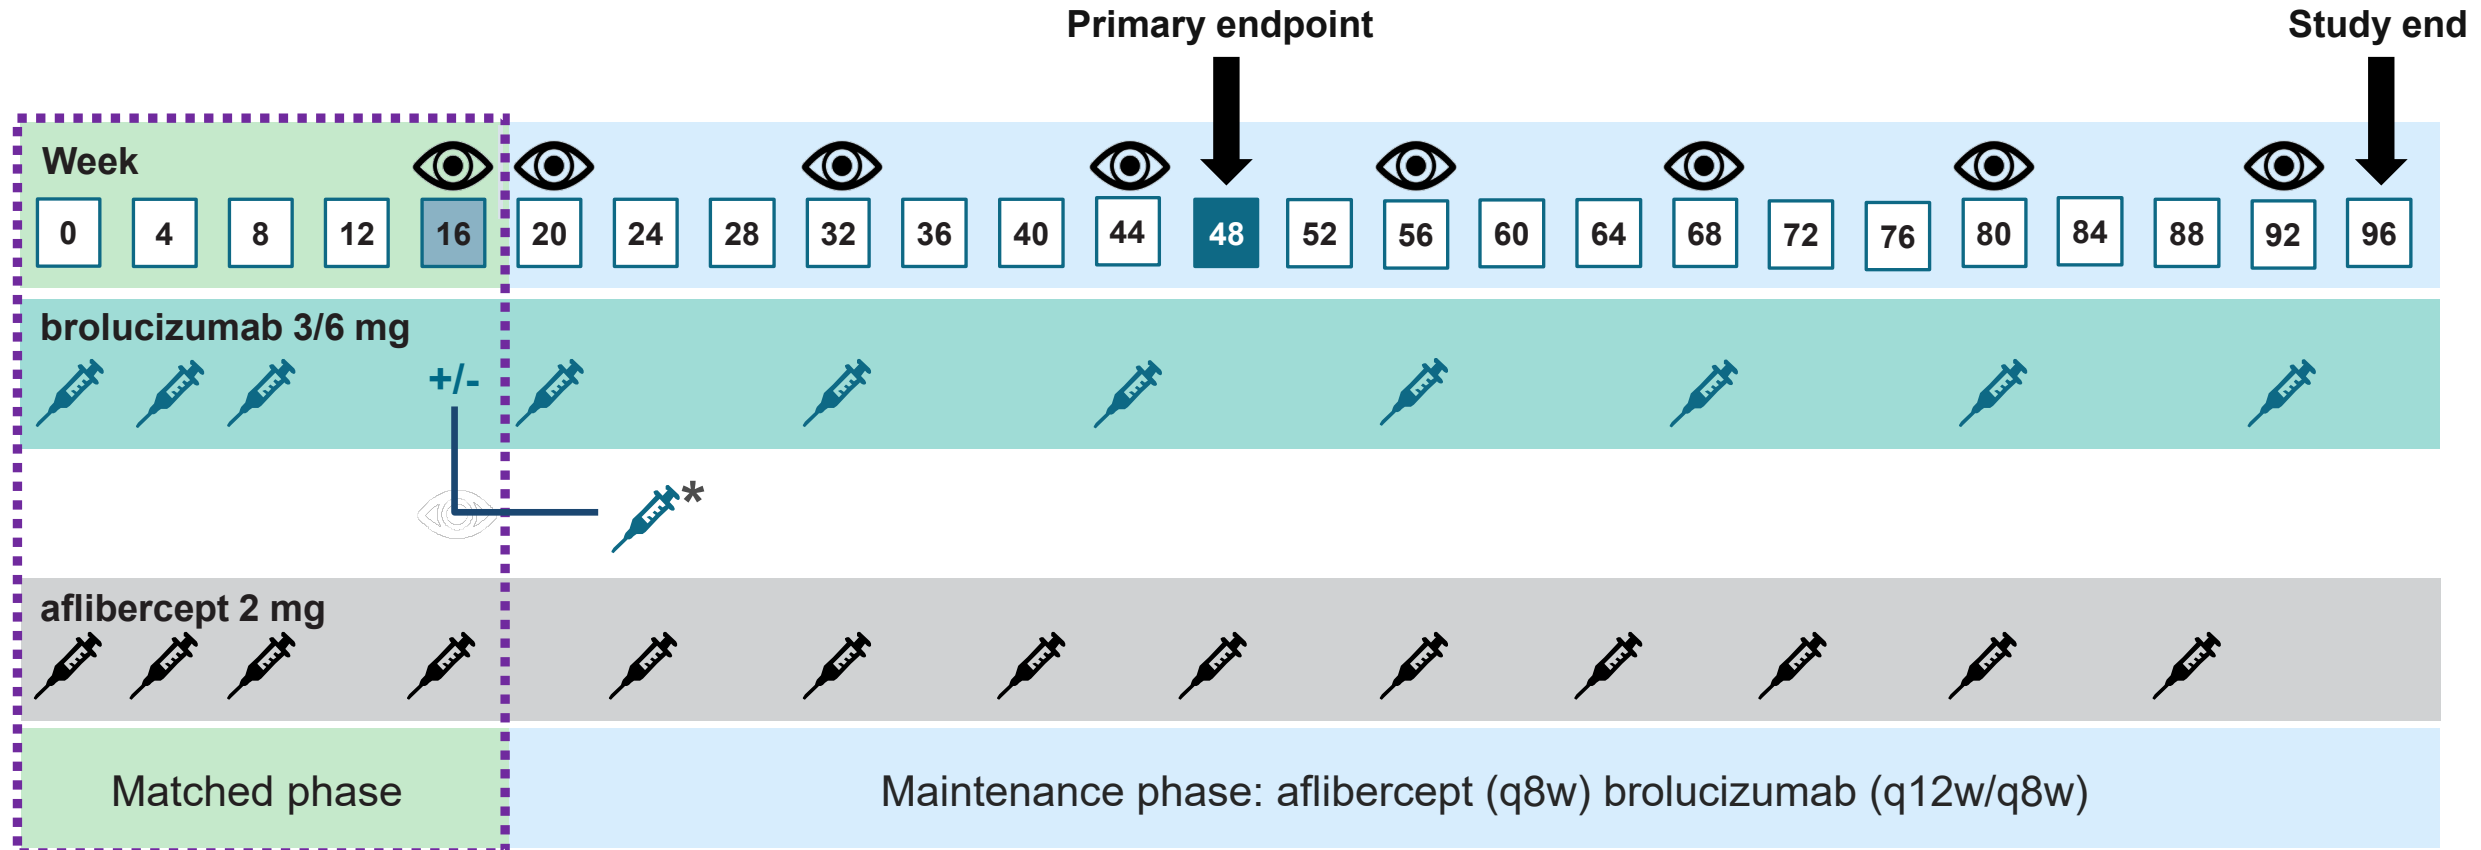 Primary endpoint
Study end
Week
0 4 8 12 16 20 24 28 32 36 40 44 48 52 56 60 64 68 72 76 80 84 88 92 96
brolucizumab 3/6 mg
+/-
*
aflibercept 2 mg
Matched phase
Maintenance phase: aflibercept (q8w) brolucizumab (q12w/q8w)